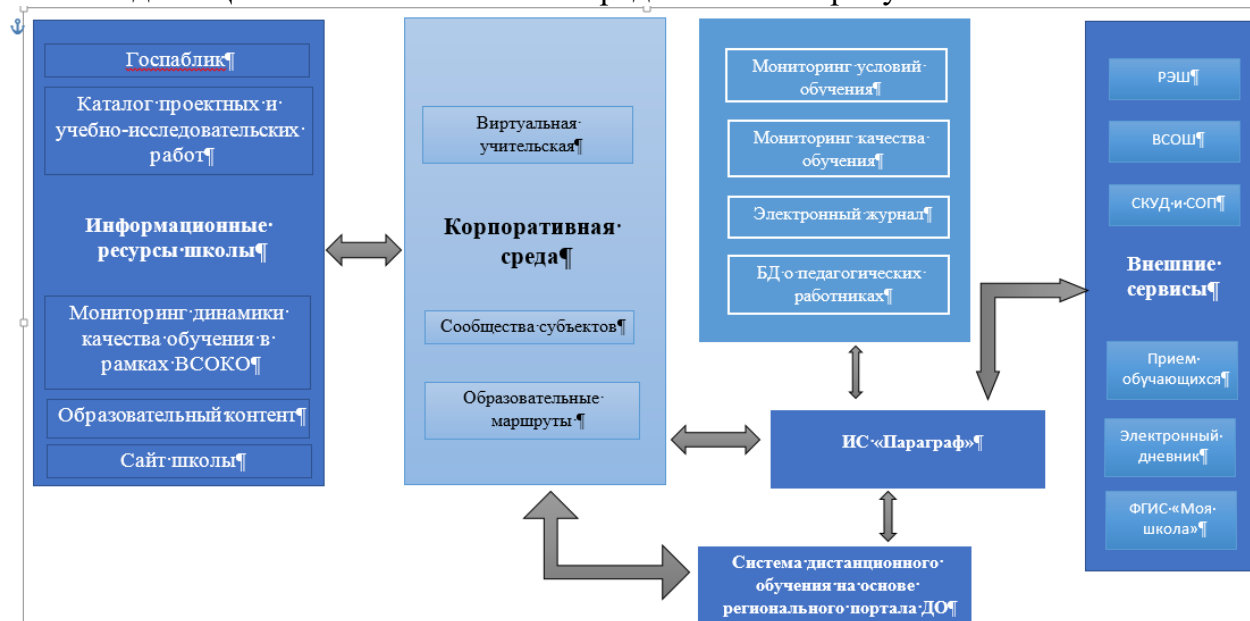 Госпаблик¶
Каталог·проектных·и·
учебно-исследовательских·
работ¶
Информационные·
ресурсы·школы¶
Мониторинг·динамики·
качества·обучения·в·
рамках·ВСОКО¶
Образовательный·контент¶
Сайт·школы¶
Виртуальная·
учительская¶
Корпоративная·
среда¶
Сообщества·субъектов¶
Образовательные·
маршруты·¶
Мониторинг·условий·
обучения¶
Мониторинг·качества·
обучения¶
Электронный·журнал¶
БД·о·педагогических·
работниках¶
ИС·«Параграф»¶
Система·дистанционного·
обучения·на·основе·
регионального·портала·ДО¶
РЭШ¶
ВСОШ¶
СКУД·и·СОП¶
Внешние·
сервисы¶
Прием·
обучающихся¶
Электронный·
дневник¶
ФГИС·«Моя·
школа»¶